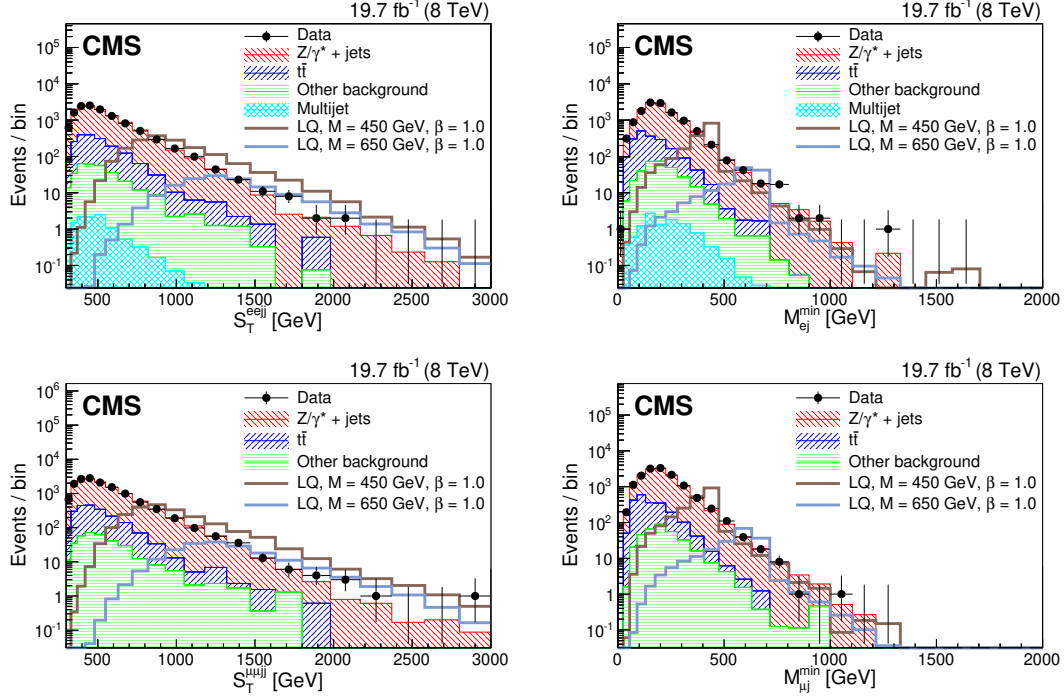 19.7 fb⁻¹ (8 TeV)
CMS
Data
Z/γ* + jets
tt̄
Other background
Multijet
LQ, M = 450 GeV, β = 1.0
LQ, M = 650 GeV, β = 1.0
Events / bin
10⁵
10⁴
10³
10²
10
1
10⁻¹
500 1000 1500 2000 2500 3000
S_T^eejj [GeV]
19.7 fb⁻¹ (8 TeV)
CMS
Data
Z/γ* + jets
tt̄
Other background
Multijet
LQ, M = 450 GeV, β = 1.0
LQ, M = 650 GeV, β = 1.0
Events / bin
10⁵
10⁴
10³
10²
10
1
10⁻¹
0 500 1000 1500 2000
M_ej^min [GeV]
19.7 fb⁻¹ (8 TeV)
CMS
Data
Z/γ* + jets
tt̄
Other background
LQ, M = 450 GeV, β = 1.0
LQ, M = 650 GeV, β = 1.0
Events / bin
10⁶
10⁵
10⁴
10³
10²
10
1
10⁻¹
500 1000 1500 2000 2500 3000
S_T^μμjj [GeV]
19.7 fb⁻¹ (8 TeV)
CMS
Data
Z/γ* + jets
tt̄
Other background
LQ, M = 450 GeV, β = 1.0
LQ, M = 650 GeV, β = 1.0
Events / bin
10⁵
10⁴
10³
10²
10
1
10⁻¹
0 500 1000 1500 2000
M_μj^min [GeV]